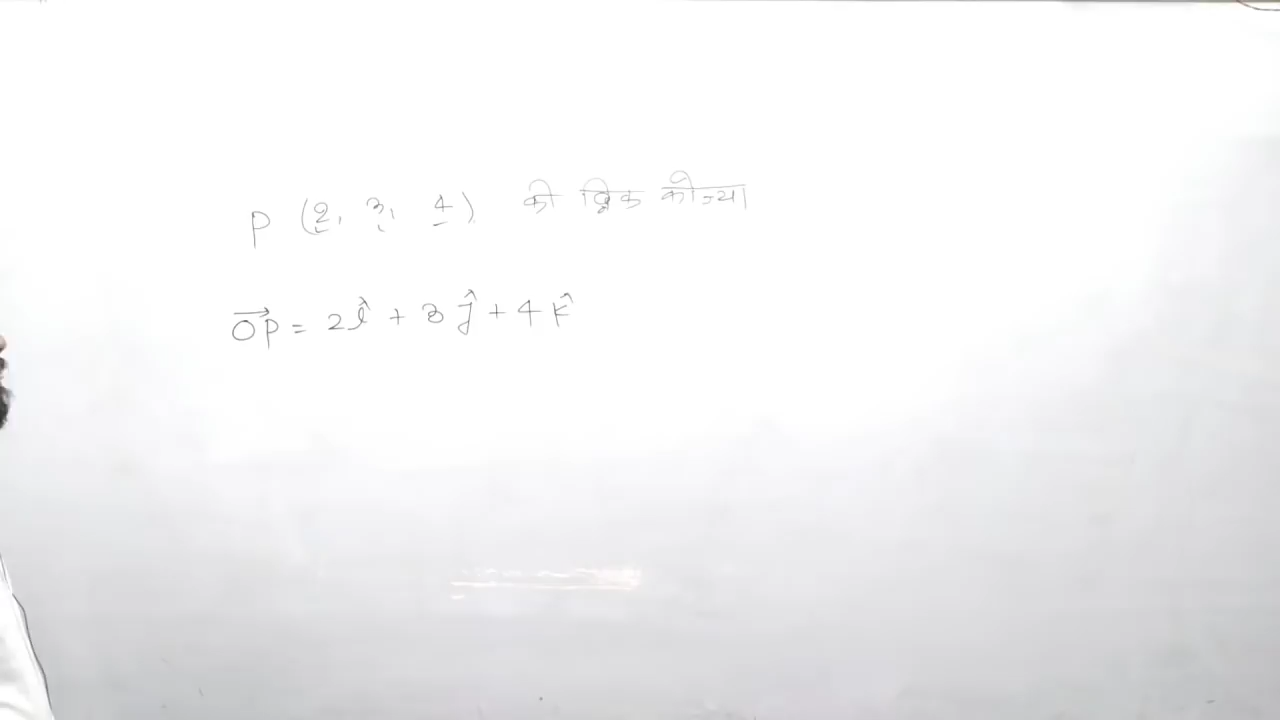 P (2, 3, 4) की द्विक कोज्या
OP⃗ = 2î + 3ĵ + 4k̂